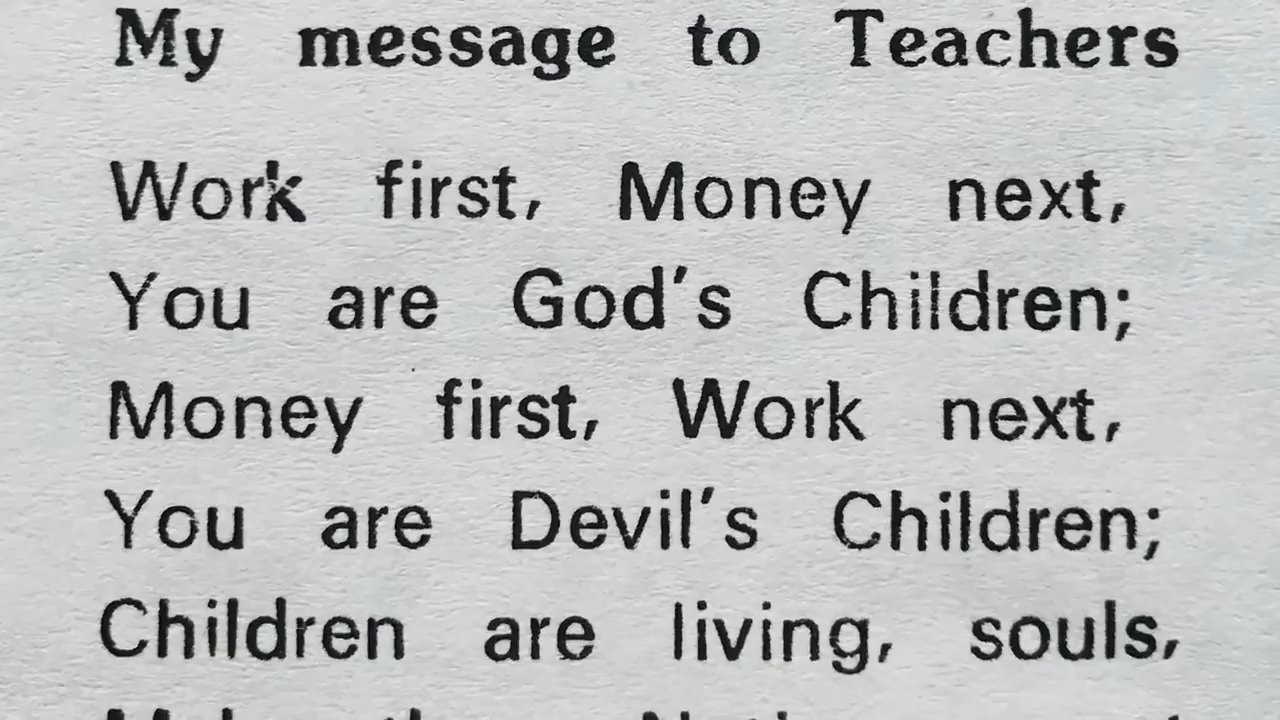 My message to Teachers
Work first, Money next,
You are God's Children;
Money first, Work next,
You are Devil's Children;
Children are living, souls,